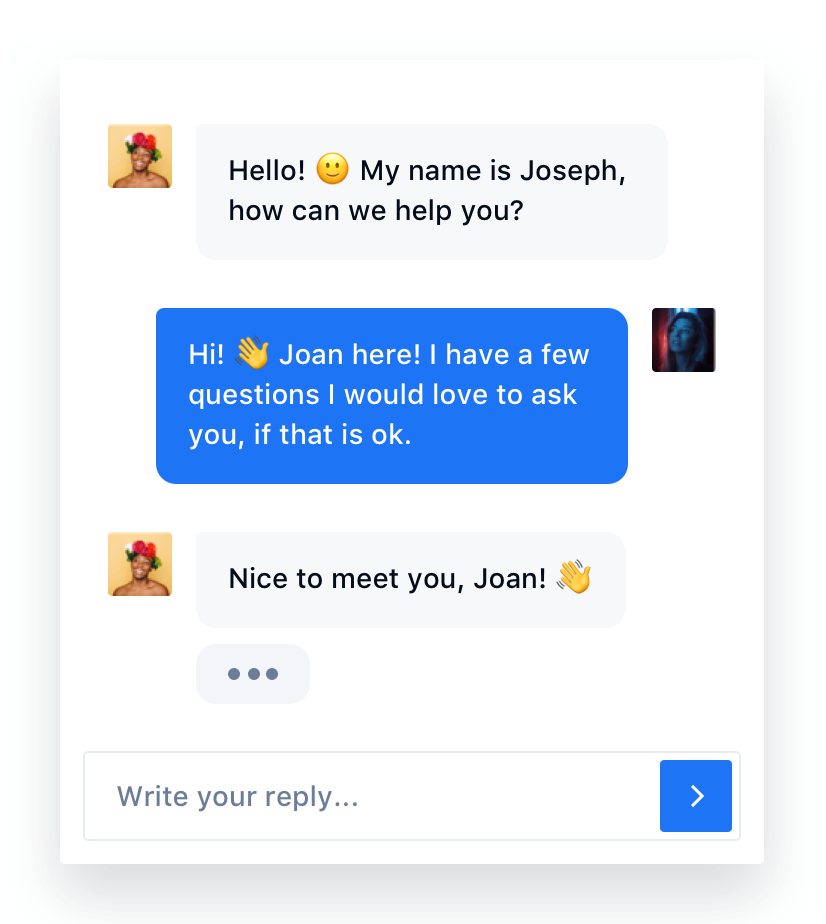 Hello! 🙂 My name is Joseph,
how can we help you?
Hi! 👋 Joan here! I have a few
questions I would love to ask
you, if that is ok.
Nice to meet you, Joan! 👋
Write your reply...